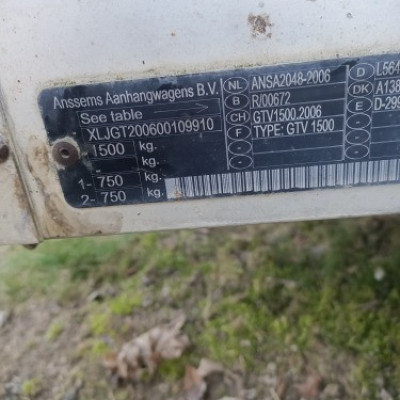 Anssems Aanhangwagens B.V.
See table
XLJGT200600109910
1500 kg.
kg.
1- 750 kg.
2- 750 kg.
NL ANSA2048-2006
B R/00672
CH GTV1500.2006
F TYPE: GTV 1500
D L564
DK A138
E D-299